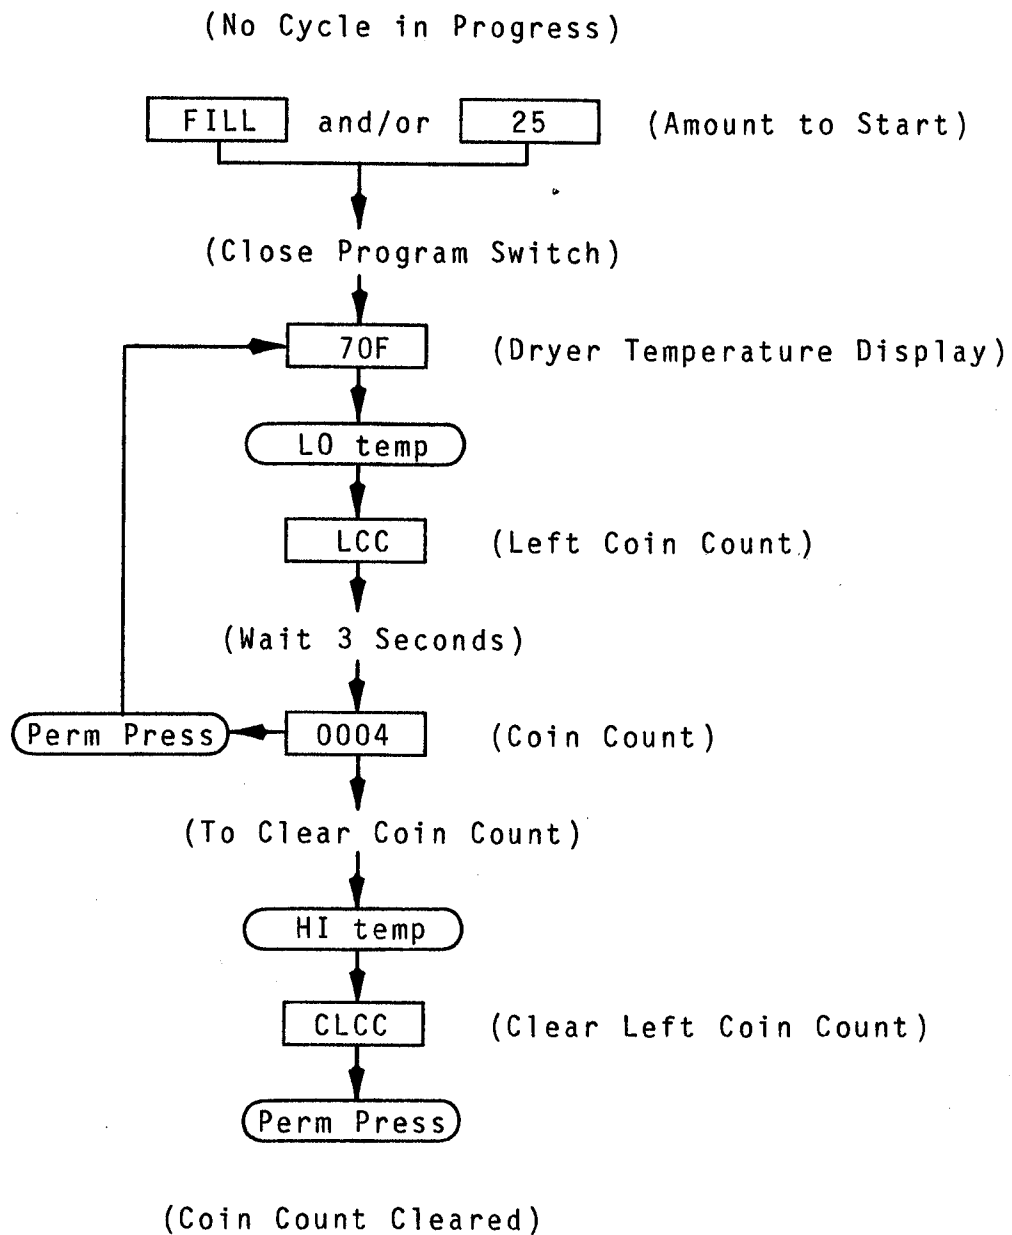 (No Cycle in Progress)
FILL and/or 25 (Amount to Start)
(Close Program Switch)
70F (Dryer Temperature Display)
LO temp
LCC (Left Coin Count)
(Wait 3 Seconds)
Perm Press 0004 (Coin Count)
(To Clear Coin Count)
HI temp
CLCC (Clear Left Coin Count)
Perm Press
(Coin Count Cleared)